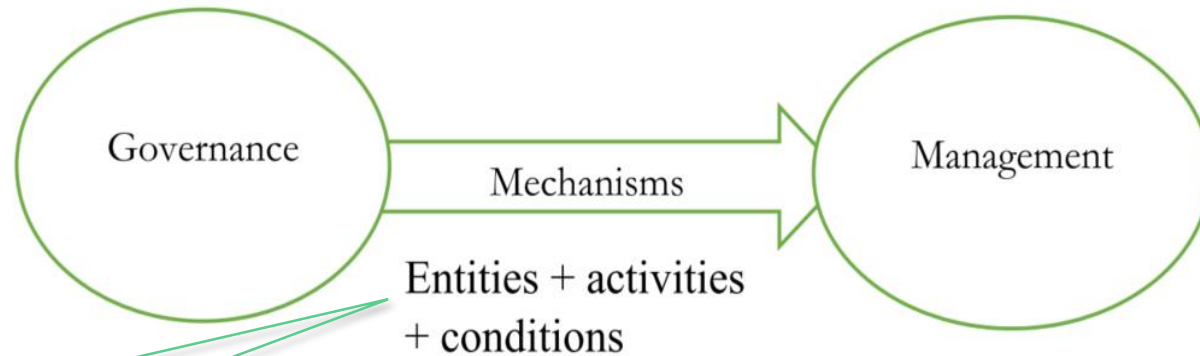 Governance
Mechanisms
Management
Entities + activities
+ conditions